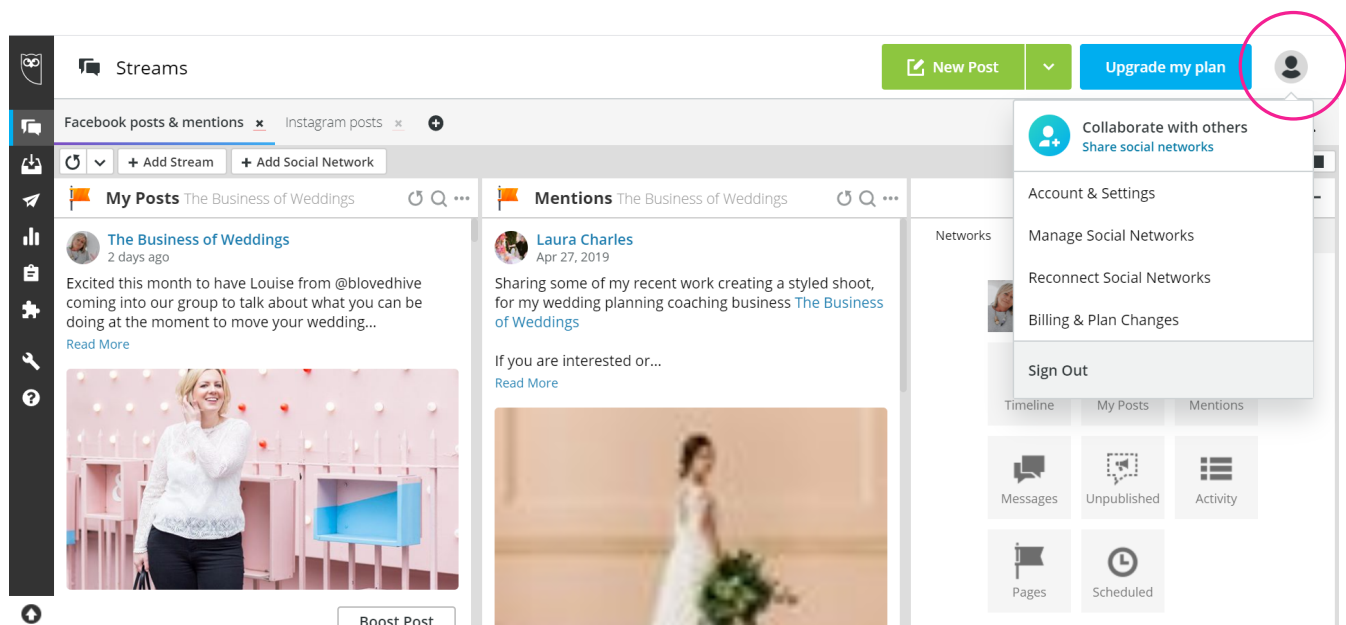 Streams
New Post
Upgrade my plan
Facebook posts & mentions x
Instagram posts x
+ Add Stream
+ Add Social Network
My Posts The Business of Weddings
The Business of Weddings
2 days ago
Excited this month to have Louise from @blovedhive
coming into our group to talk about what you can be
doing at the moment to move your wedding...
Read More
Boost Post
Mentions The Business of Weddings
Laura Charles
Apr 27, 2019
Sharing some of my recent work creating a styled shoot,
for my wedding planning coaching business The Business
of Weddings
If you are interested or...
Read More
Collaborate with others
Share social networks
Account & Settings
Manage Social Networks
Reconnect Social Networks
Billing & Plan Changes
Sign Out
Networks
Timeline
My Posts
Mentions
Messages
Unpublished
Activity
Pages
Scheduled